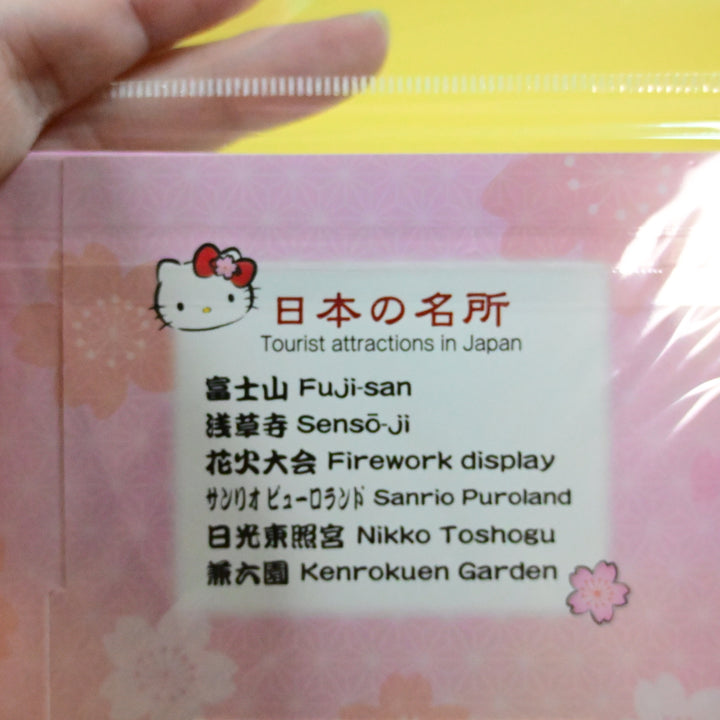 日本の名所
Tourist attractions in Japan
富士山 Fuji-san
浅草寺 Sensō-ji
花火大会 Firework display
サンリオ ピューロランド Sanrio Puroland
日光東照宮 Nikko Toshogu
兼六園 Kenrokuen Garden